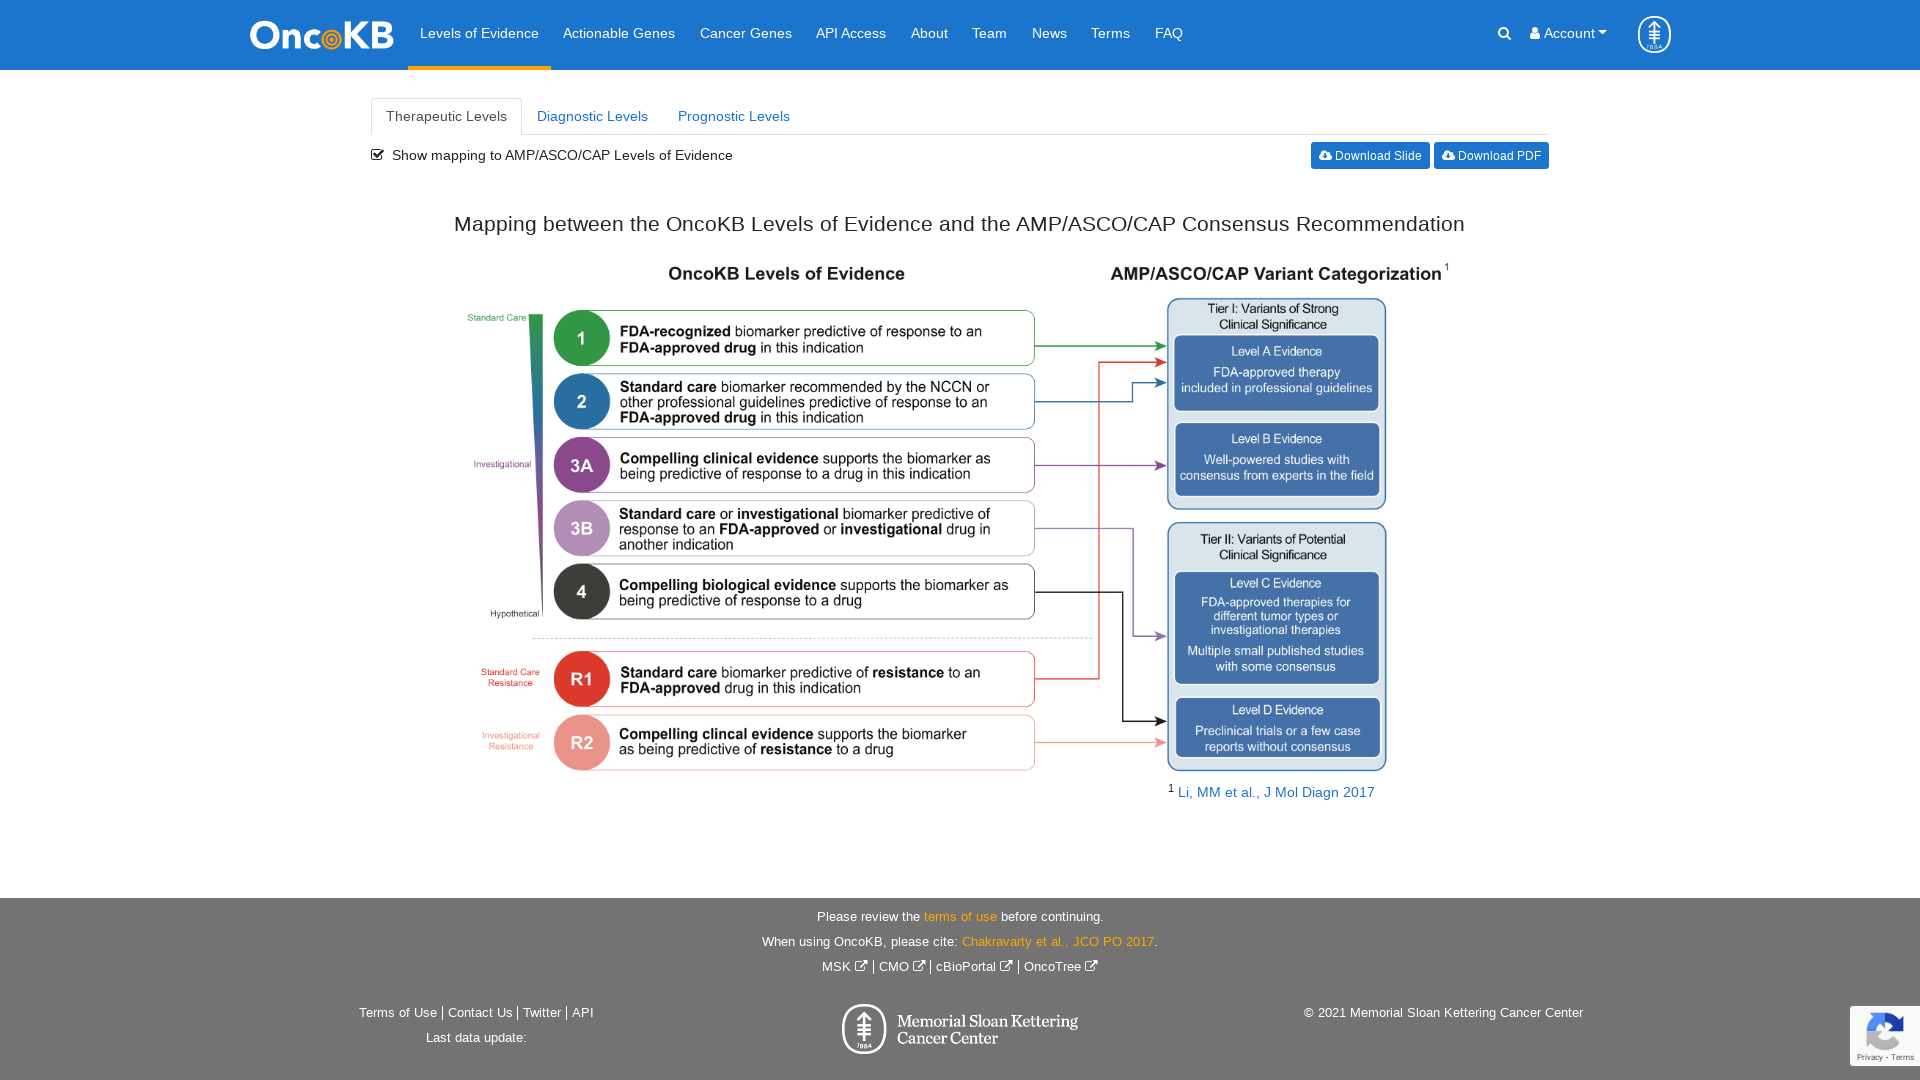 OncoKB
Levels of Evidence
Actionable Genes
Cancer Genes
API Access
About
Team
News
Terms
FAQ
Account
1884
Therapeutic Levels
Diagnostic Levels
Prognostic Levels
Show mapping to AMP/ASCO/CAP Levels of Evidence
Download Slide
Download PDF
Mapping between the OncoKB Levels of Evidence and the AMP/ASCO/CAP Consensus Recommendation
OncoKB Levels of Evidence
AMP/ASCO/CAP Variant Categorization 1
Standard Care
1
FDA-recognized biomarker predictive of response to an
FDA-approved drug in this indication
2
Standard care biomarker recommended by the NCCN or
other professional guidelines predictive of response to an
FDA-approved drug in this indication
Investigational
3A
Compelling clinical evidence supports the biomarker as
being predictive of response to a drug in this indication
3B
Standard care or investigational biomarker predictive of
response to an FDA-approved or investigational drug in
another indication
4
Compelling biological evidence supports the biomarker as
being predictive of response to a drug
Hypothetical
Standard Care
Resistance
R1
Standard care biomarker predictive of resistance to an
FDA-approved drug in this indication
Investigational
Resistance
R2
Compelling clincal evidence supports the biomarker
as being predictive of resistance to a drug
Tier I: Variants of Strong
Clinical Significance
Level A Evidence
FDA-approved therapy
included in professional guidelines
Level B Evidence
Well-powered studies with
consensus from experts in the field
Tier II: Variants of Potential
Clinical Significance
Level C Evidence
FDA-approved therapies for
different tumor types or
investigational therapies
Multiple small published studies
with some consensus
Level D Evidence
Preclinical trials or a few case
reports without consensus
1 Li, MM et al., J Mol Diagn 2017
Please review the terms of use before continuing.
When using OncoKB, please cite: Chakravarty et al., JCO PO 2017.
MSK | CMO | cBioPortal | OncoTree
Terms of Use | Contact Us | Twitter | API
Last data update:
1884
Memorial Sloan Kettering
Cancer Center
© 2021 Memorial Sloan Kettering Cancer Center
Privacy - Terms